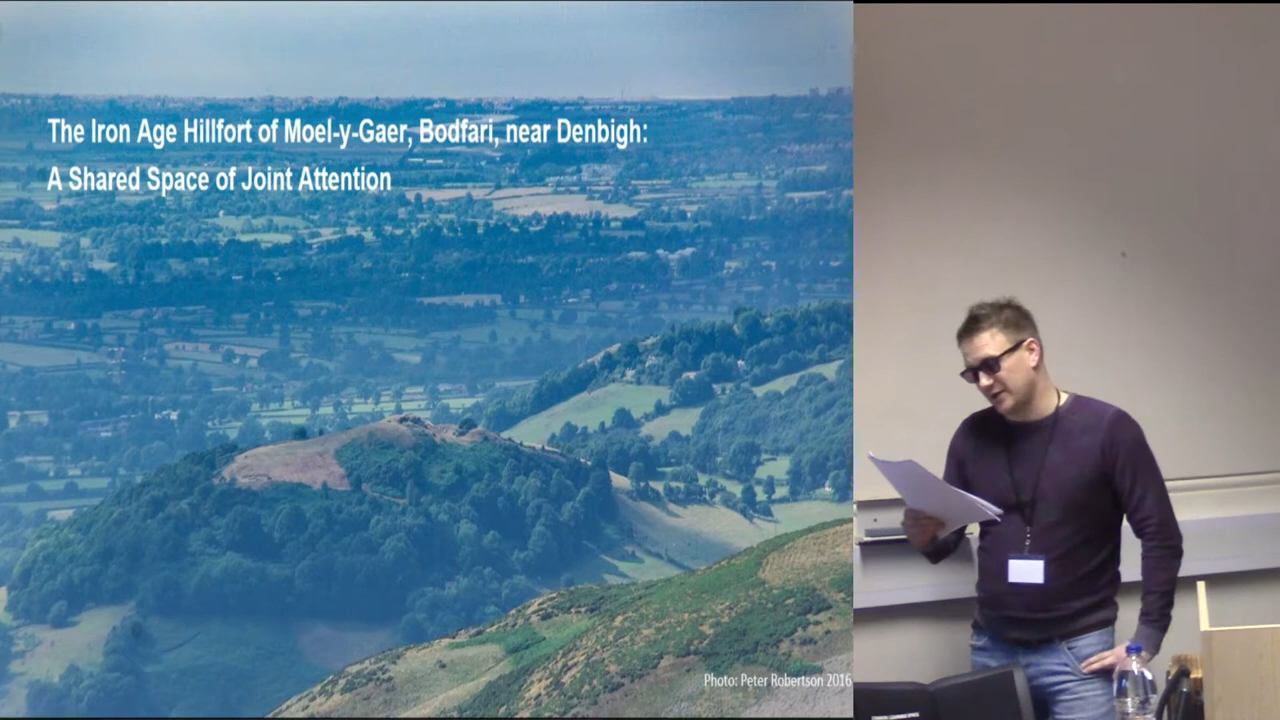 The Iron Age Hillfort of Moel-y-Gaer, Bodfari, near Denbigh:
A Shared Space of Joint Attention
Photo: Peter Robertson 2016